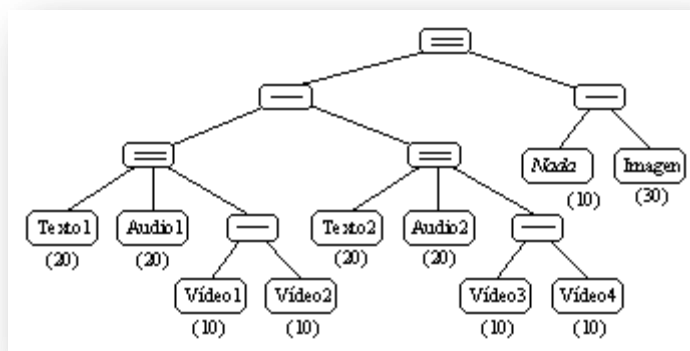 Nada Imagen
(10) (30)
Texto1 Audio1 Texto2 Audio2
(20) (20) (20) (20)
Vídeo1 Vídeo2 Vídeo3 Vídeo4
(10) (10) (10) (10)